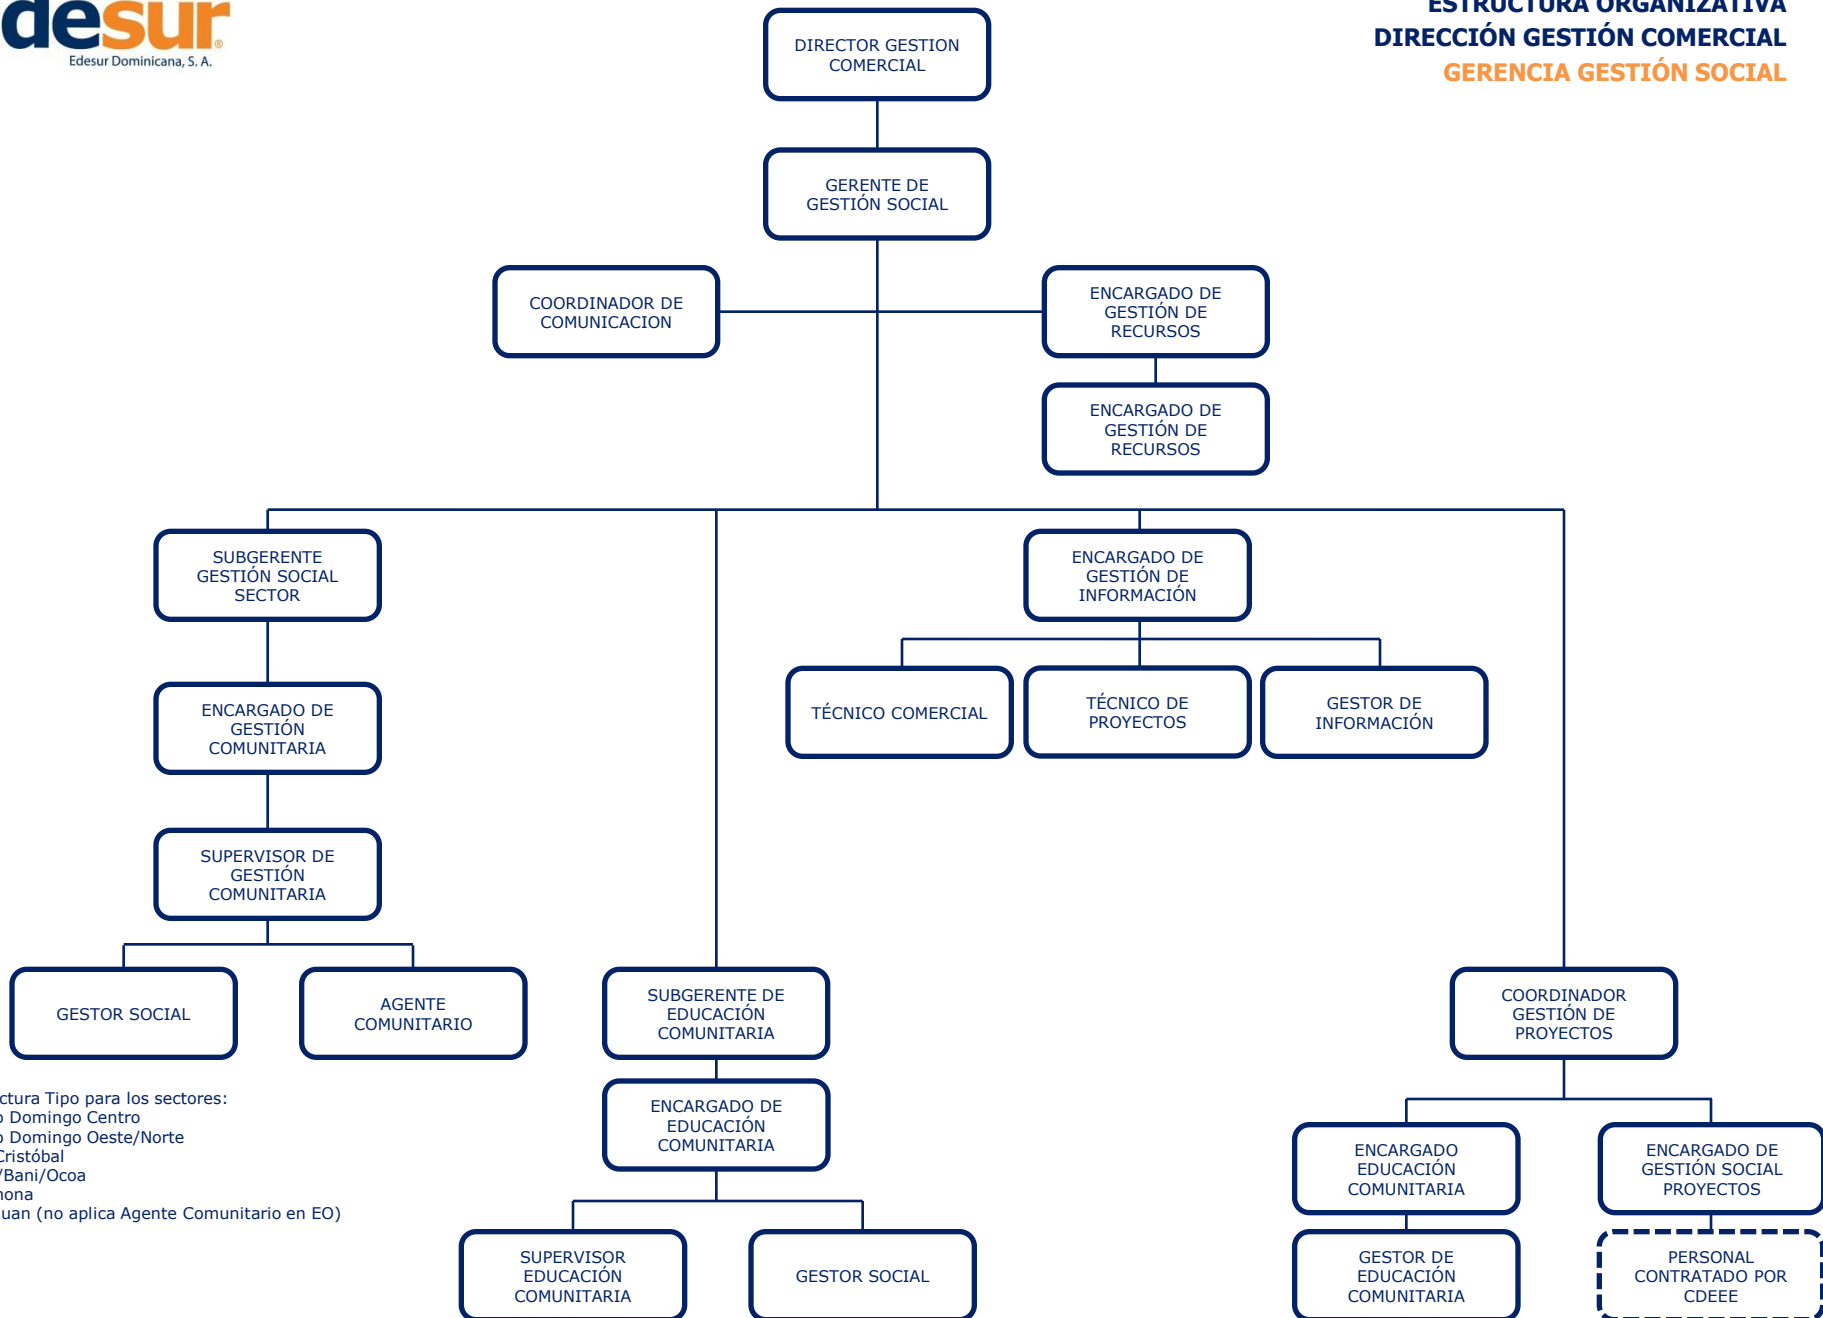 desur
Edesur Dominicana, S. A.
ESTRUCTURA ORGANIZATIVA
DIRECCIÓN GESTIÓN COMERCIAL
GERENCIA GESTIÓN SOCIAL
DIRECTOR GESTION
COMERCIAL
GERENTE DE
GESTIÓN SOCIAL
COORDINADOR DE
COMUNICACION
ENCARGADO DE
GESTIÓN DE
RECURSOS
ENCARGADO DE
GESTIÓN DE
RECURSOS
SUBGERENTE
GESTIÓN SOCIAL
SECTOR
ENCARGADO DE
GESTIÓN DE
INFORMACIÓN
ENCARGADO DE
GESTIÓN
COMUNITARIA
TÉCNICO COMERCIAL
TÉCNICO DE
PROYECTOS
GESTOR DE
INFORMACIÓN
SUPERVISOR DE
GESTIÓN
COMUNITARIA
GESTOR SOCIAL
AGENTE
COMUNITARIO
SUBGERENTE DE
EDUCACIÓN
COMUNITARIA
COORDINADOR
GESTIÓN DE
PROYECTOS
ctura Tipo para los sectores:
o Domingo Centro
o Domingo Oeste/Norte
Cristóbal
/Bani/Ocoa
hona
uan (no aplica Agente Comunitario en EO)
ENCARGADO DE
EDUCACIÓN
COMUNITARIA
ENCARGADO
EDUCACIÓN
COMUNITARIA
ENCARGADO DE
GESTIÓN SOCIAL
PROYECTOS
SUPERVISOR
EDUCACIÓN
COMUNITARIA
GESTOR SOCIAL
GESTOR DE
EDUCACIÓN
COMUNITARIA
PERSONAL
CONTRATADO POR
CDEEE